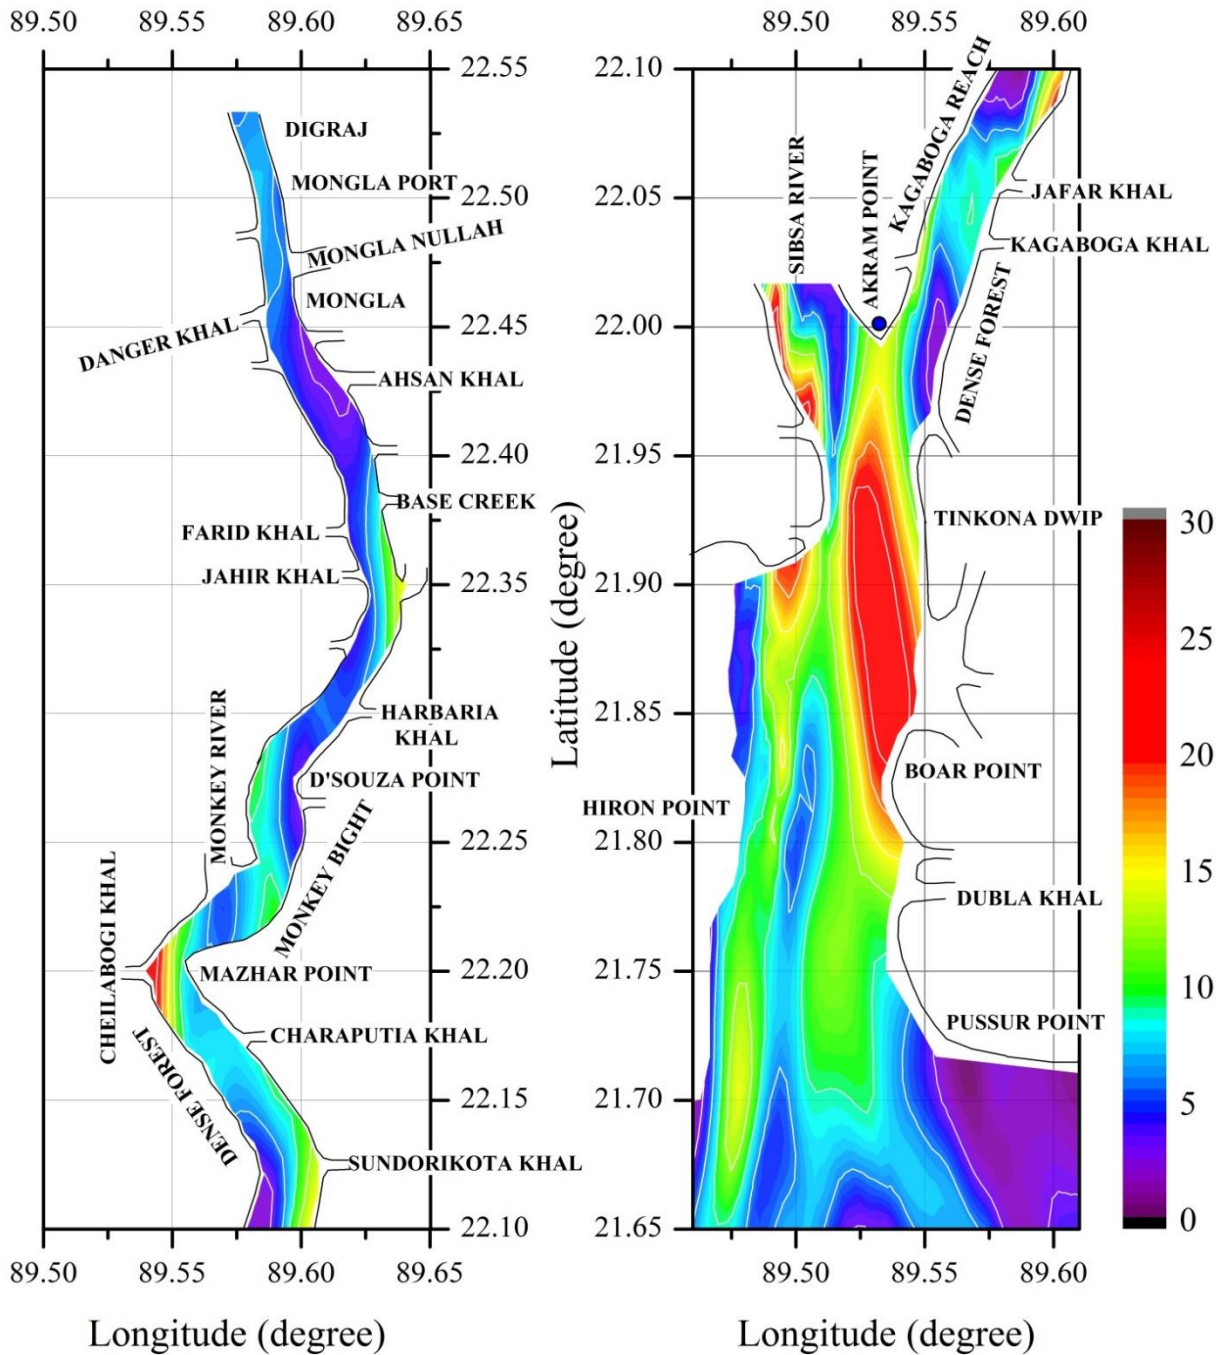 89.50 89.55 89.60 89.65
22.55
22.50
22.45
22.40
22.35
22.30
22.25
22.20
22.15
22.10
DIGRAJ
MONGLA PORT
MONGLA NULLAH
MONGLA
DANGER KHAL
AHSAN KHAL
BASE CREEK
FARID KHAL
JAHIR KHAL
HARBARIA
KHAL
MONKEY RIVER
D'SOUZA POINT
MONKEY BIGHT
CHEILABOGI KHAL
MAZHAR POINT
CHARAPUTIA KHAL
DENSE FOREST
SUNDORIKOTA KHAL
89.50 89.55 89.60 89.65
Longitude (degree)
89.50 89.55 89.60
Latitude (degree)
22.10
22.05
22.00
21.95
21.90
21.85
21.80
21.75
21.70
21.65
SIBSA RIVER
AKRAM POINT
KAGABOGA REACH
JAFAR KHAL
KAGABOGA KHAL
DENSE FOREST
TINKONA DWIP
BOAR POINT
HIRON POINT
DUBLA KHAL
PUSSUR POINT
89.50 89.55 89.60
Longitude (degree)
30
25
20
15
10
5
0